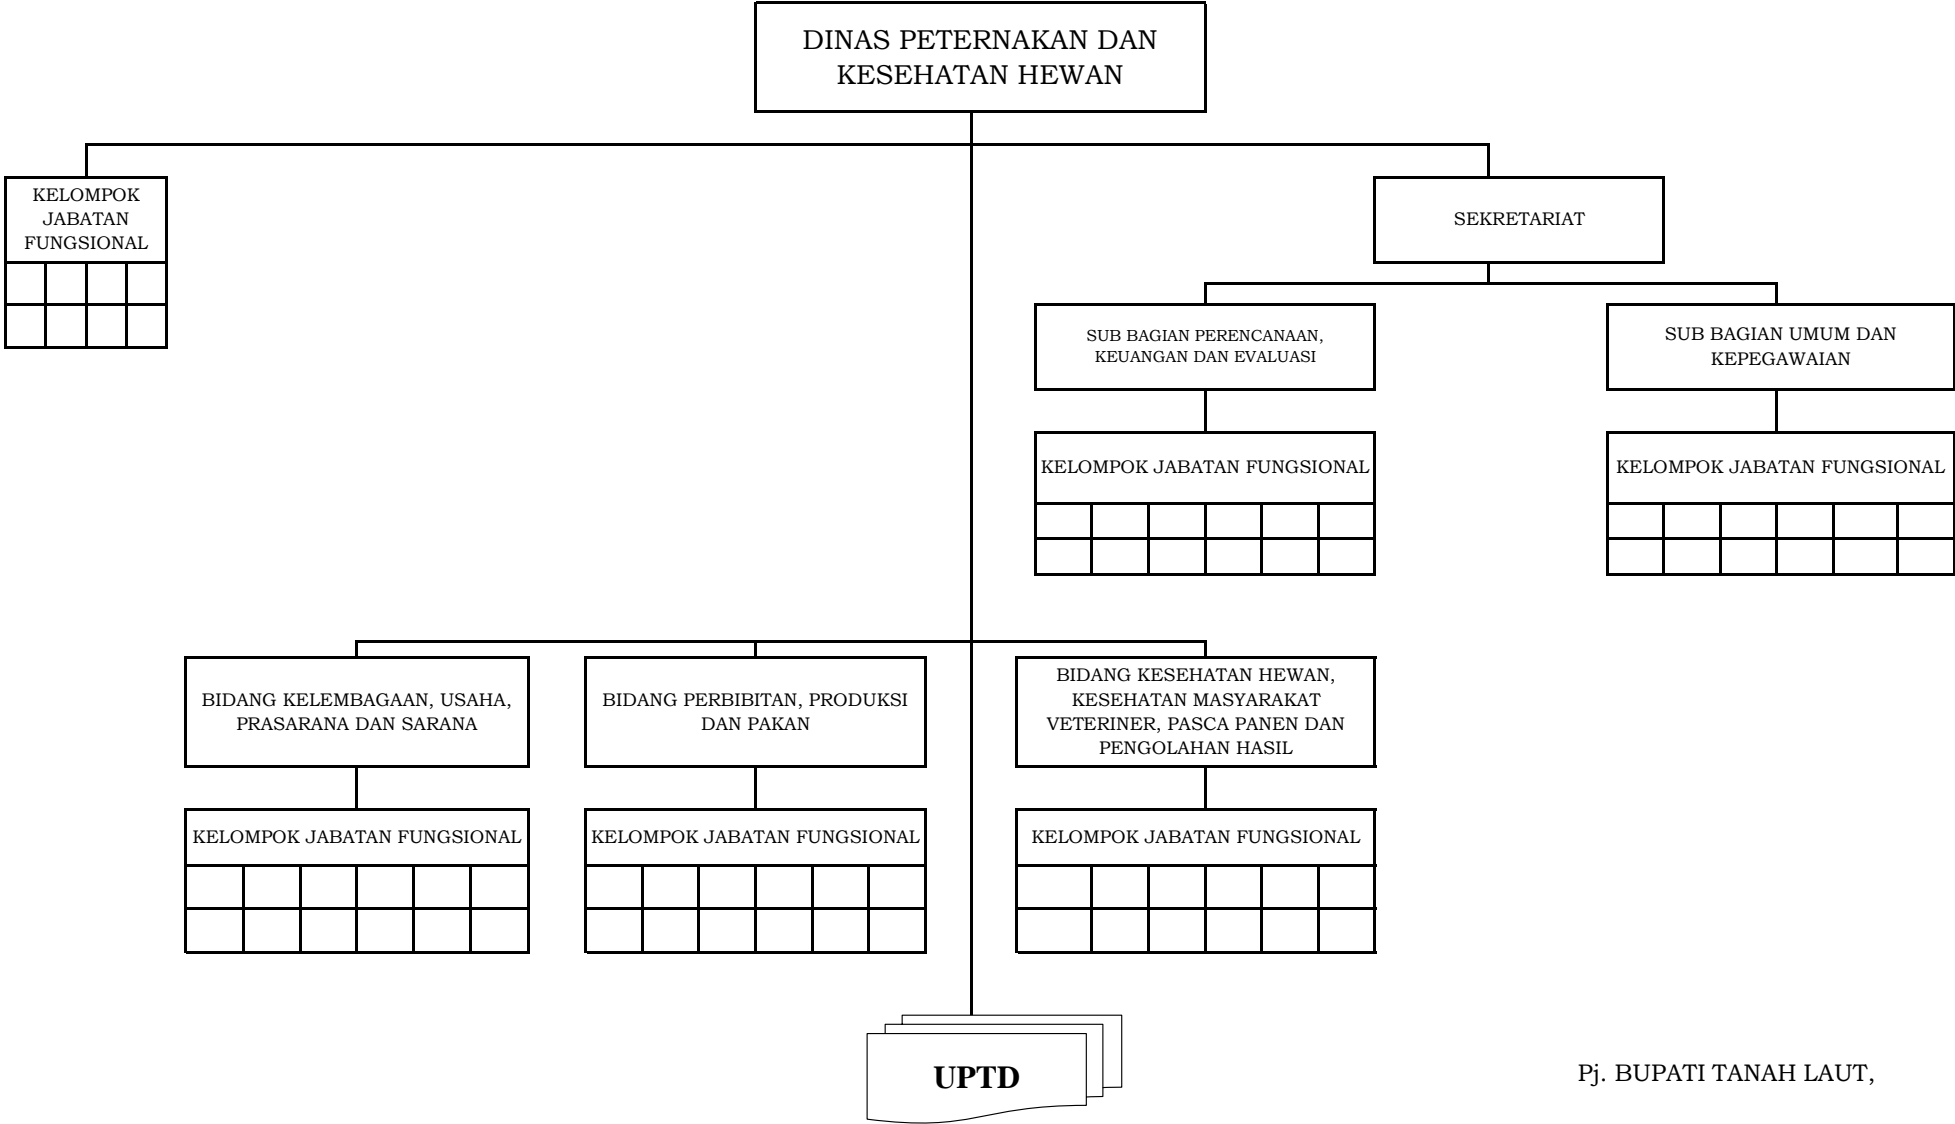 DINAS PETERNAKAN DAN
KESEHATAN HEWAN
KELOMPOK
JABATAN
FUNGSIONAL
SEKRETARIAT
SUB BAGIAN PERENCANAAN,
KEUANGAN DAN EVALUASI
SUB BAGIAN UMUM DAN
KEPEGAWAIAN
KELOMPOK JABATAN FUNGSIONAL
KELOMPOK JABATAN FUNGSIONAL
BIDANG KELEMBAGAAN, USAHA,
PRASARANA DAN SARANA
BIDANG PERBIBITAN, PRODUKSI
DAN PAKAN
BIDANG KESEHATAN HEWAN,
KESEHATAN MASYARAKAT
VETERINER, PASCA PANEN DAN
PENGOLAHAN HASIL
KELOMPOK JABATAN FUNGSIONAL
KELOMPOK JABATAN FUNGSIONAL
KELOMPOK JABATAN FUNGSIONAL
UPTD
Pj. BUPATI TANAH LAUT,